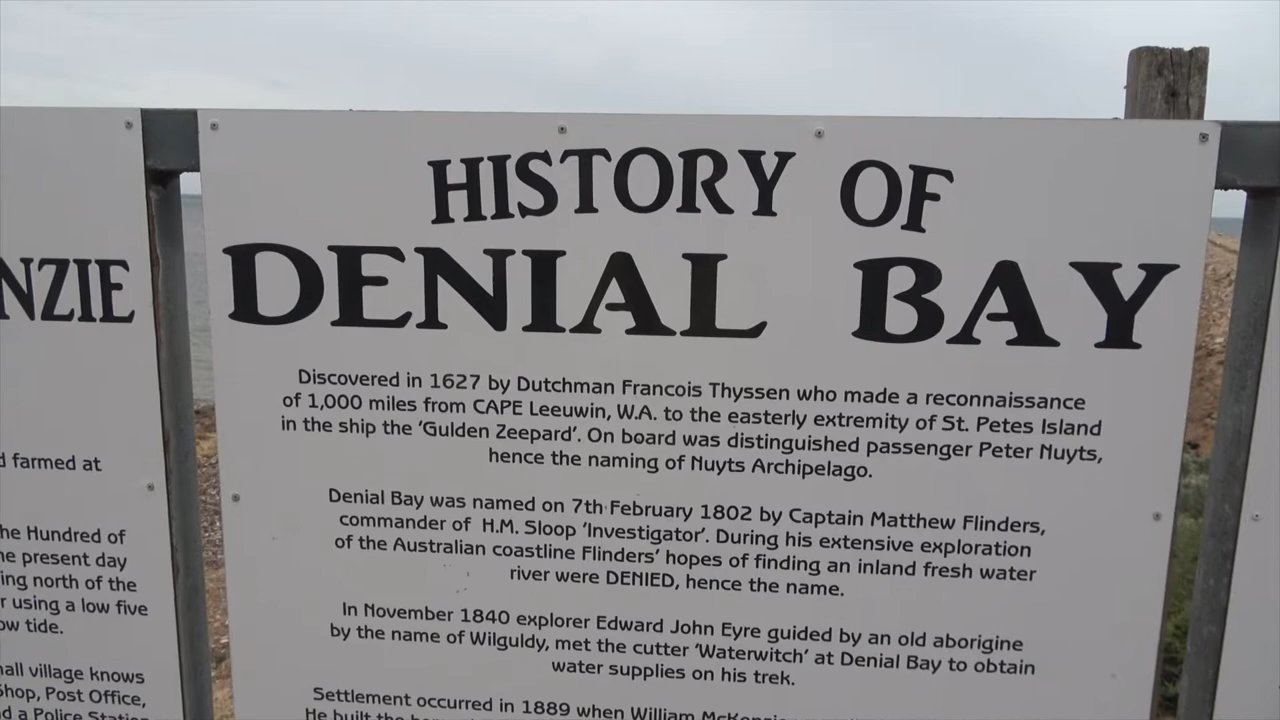 NZIE
d farmed at
he Hundred of
ne present day
ing north of the
r using a low five
ow tide.
all village knows
Shop, Post Office,
d a Police Station
HISTORY OF
DENIAL BAY
Discovered in 1627 by Dutchman Francois Thyssen who made a reconnaissance
of 1,000 miles from CAPE Leeuwin, W.A. to the easterly extremity of St. Petes Island
in the ship the 'Gulden Zeepard'. On board was distinguished passenger Peter Nuyts,
hence the naming of Nuyts Archipelago.
Denial Bay was named on 7th February 1802 by Captain Matthew Flinders,
commander of H.M. Sloop 'Investigator'. During his extensive exploration
of the Australian coastline Flinders' hopes of finding an inland fresh water
river were DENIED, hence the name.
In November 1840 explorer Edward John Eyre guided by an old aborigine
by the name of Wilguldy, met the cutter 'Waterwitch' at Denial Bay to obtain
water supplies on his trek.
Settlement occurred in 1889 when William McKenzie
He built the